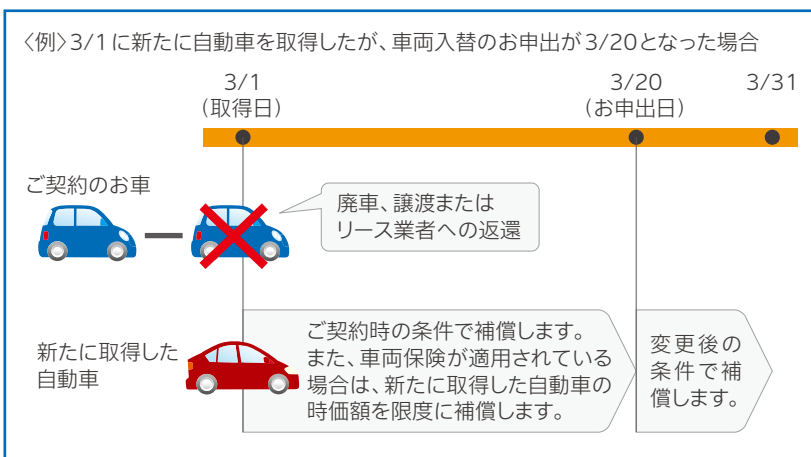 〈例〉3/1に新たに自動車を取得したが、車両入替のお申出が3/20となった場合
3/1
(取得日)
3/20
(お申出日)
3/31
ご契約のお車
廃車、譲渡または
リース業者への返還
新たに取得した
自動車
ご契約時の条件で補償します。
また、車両保険が適用されている
場合は、新たに取得した自動車の
時価額を限度に補償します。
変更後の
条件で補
償します。